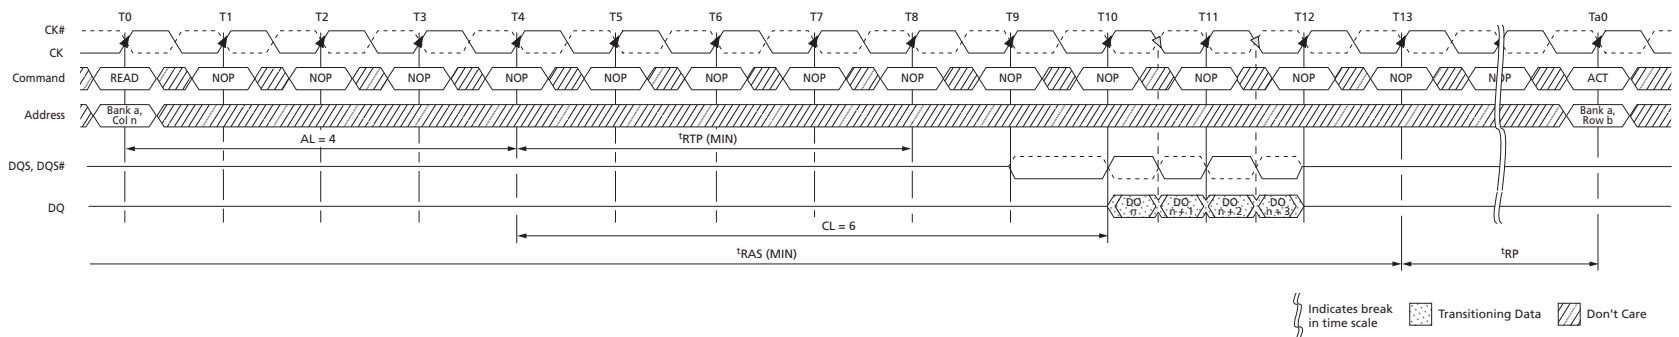 T0 T1 T2 T3 T4 T5 T6 T7 T8 T9 T10 T11 T12 T13 Ta0
CK#
CK
Command READ NOP NOP NOP NOP NOP NOP NOP NOP NOP NOP NOP NOP NOP NOP ACT
Address Bank a, Col n Bank a, Row b
AL = 4 tRTP (MIN)
DQS, DQS#
DQ DO n DO n + 1 DO n + 2 DO n + 3
CL = 6
tRAS (MIN) tRP
Indicates break
in time scale
Transitioning Data
Don't Care